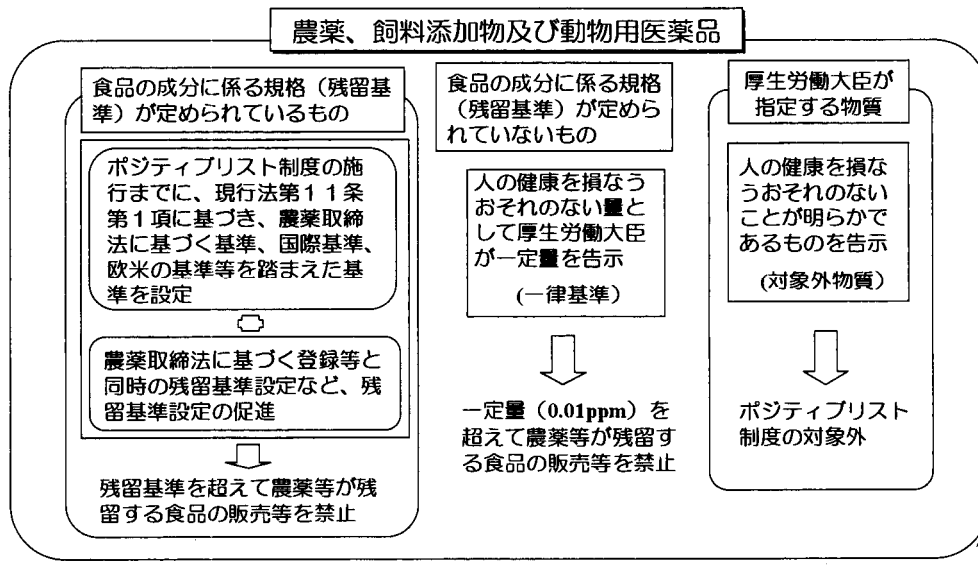 農薬、飼料添加物及び動物用医薬品
食品の成分に係る規格（残留基
準）が定められているもの
ポジティブリスト制度の施
行までに、現行法第１１条
第１項に基づき、農薬取締
法に基づく基準、国際基準、
欧米の基準等を踏まえた基
準を設定
農薬取締法に基づく登録等と
同時の残留基準設定など、残
留基準設定の促進
残留基準を超えて農薬等が残
留する食品の販売等を禁止
食品の成分に係る規格
（残留基準）が定めら
れていないもの
人の健康を損なう
おそれのない量と
して厚生労働大臣
が一定量を告示
(一律基準）
一定量（0.01ppm）を
超えて農薬等が残留す
る食品の販売等を禁止
厚生労働大臣が
指定する物質
人の健康を損な
うおそれのない
ことが明らかで
あるものを告示
(対象外物質）
ポジティブリスト
制度の対象外